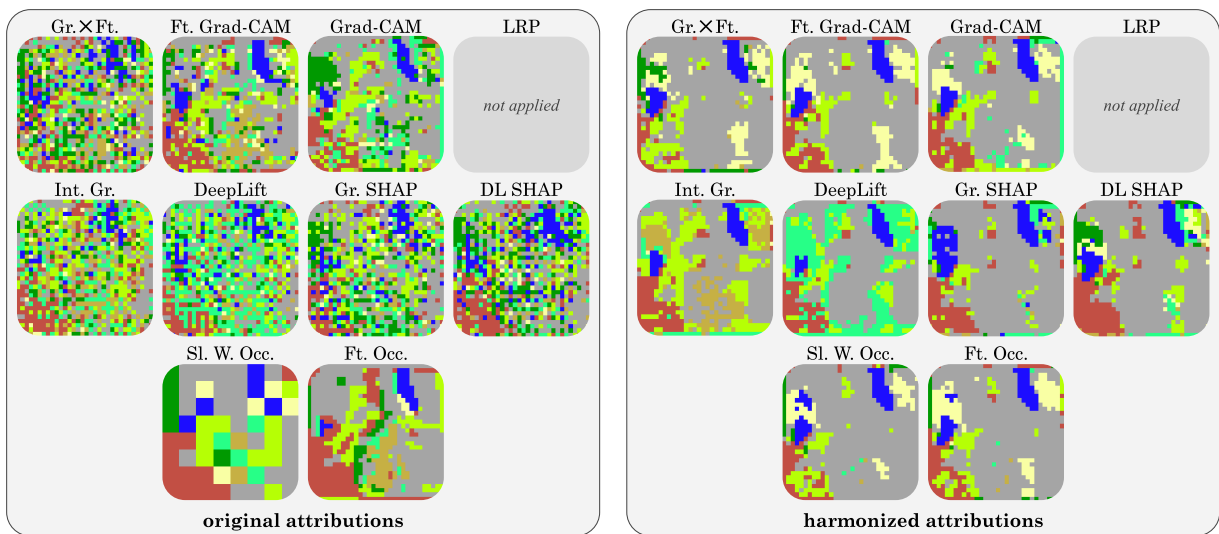 Gr.×Ft. Ft. Grad-CAM Grad-CAM LRP
not applied
Int. Gr. DeepLift Gr. SHAP DL SHAP
Sl. W. Occ. Ft. Occ.
original attributions
Gr.×Ft. Ft. Grad-CAM Grad-CAM LRP
not applied
Int. Gr. DeepLift Gr. SHAP DL SHAP
Sl. W. Occ. Ft. Occ.
harmonized attributions